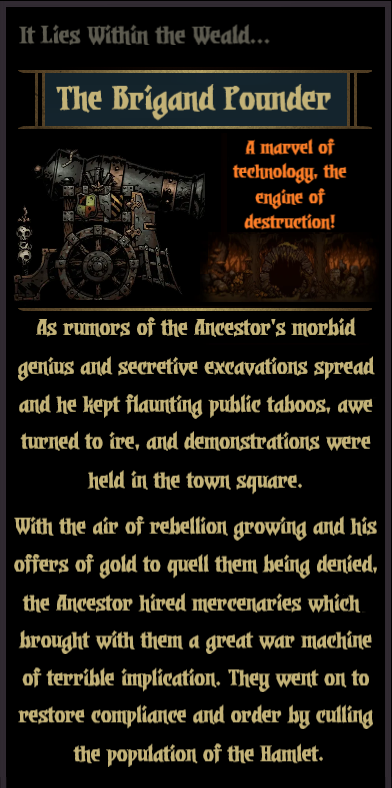 It Lies Within the Weald...
The Brigand Pounder
A marvel of
technology, the
engine of
destruction!
As rumors of the Ancestor's morbid
genius and secretive excavations spread
and he kept flaunting public taboos, awe
turned to ire, and demonstrations were
held in the town square.
With the air of rebellion growing and his
offers of gold to quell them being denied,
the Ancestor hired mercenaries which
brought with them a great war machine
of terrible implication. They went on to
restore compliance and order by culling
the population of the Hamlet.